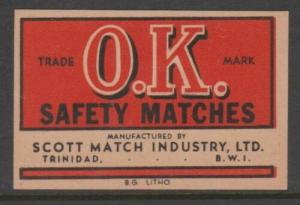 O.K.
TRADE MARK
SAFETY MATCHES
MANUFACTURED BY
SCOTT MATCH INDUSTRY, LTD.
TRINIDAD, . . . B.W.I.
B.G. LITHO.